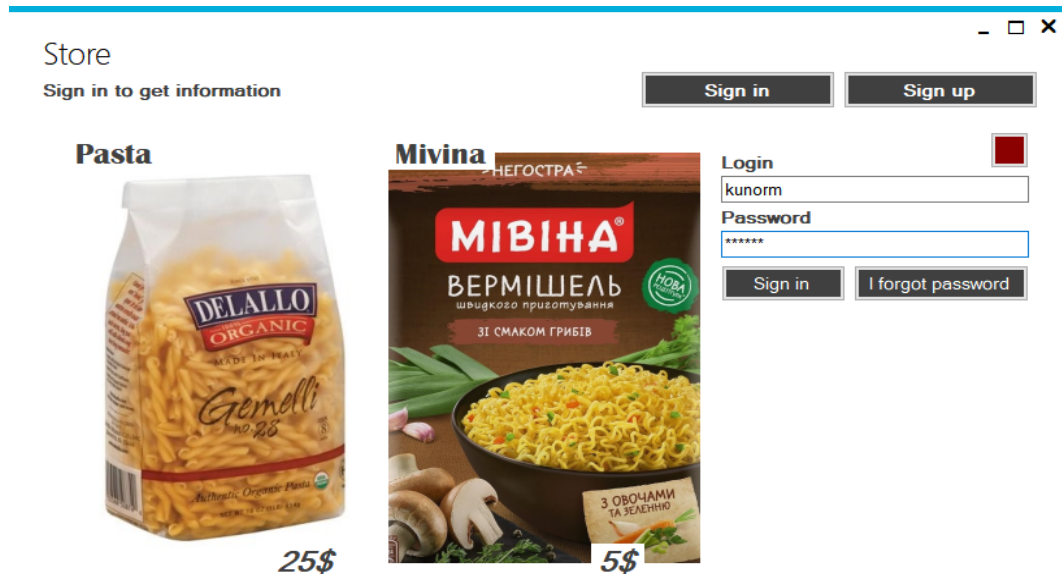 Store
Sign in to get information
Sign in
Sign up
Pasta
DELALLO
ORGANIC
MADE IN ITALY
Gemelli
no.28
Authentic Organic Pasta
25$
Mivina
НЕГОСТРА
МІВІНА®
ВЕРМІШЕЛЬ
швидкого приготування
НОВА
РЕЦЕПТУРА
ЗІ СМАКОМ ГРИБІВ
З ОВОЧАМИ
ТА ЗЕЛЕННЮ
5$
Login
kunorm
Password
******
Sign in
I forgot password